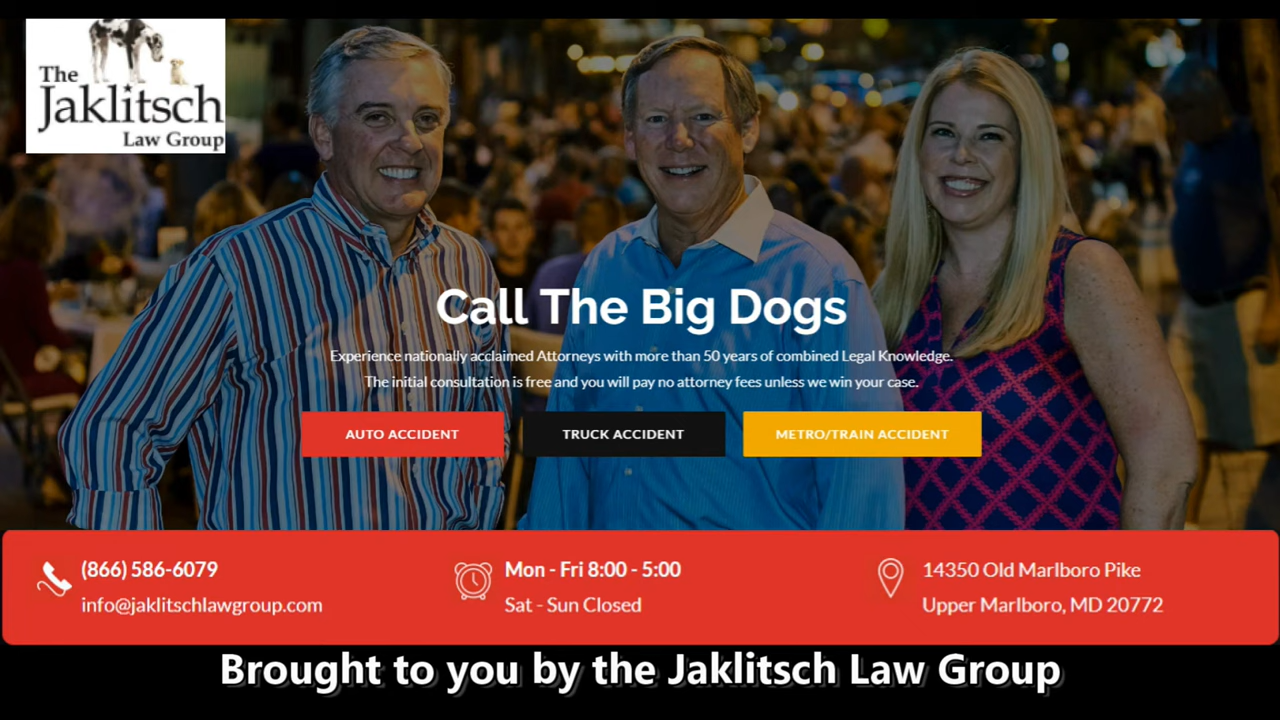 The
Jaklitsch
Law Group
Call The Big Dogs
Experience nationally acclaimed Attorneys with more than 50 years of combined Legal Knowledge.
The initial consultation is free and you will pay no attorney fees unless we win your case.
AUTO ACCIDENT
TRUCK ACCIDENT
METRO/TRAIN ACCIDENT
(866) 586-6079
info@jaklitschlawgroup.com
Mon - Fri 8:00 - 5:00
Sat - Sun Closed
14350 Old Marlboro Pike
Upper Marlboro, MD 20772
Brought to you by the Jaklitsch Law Group